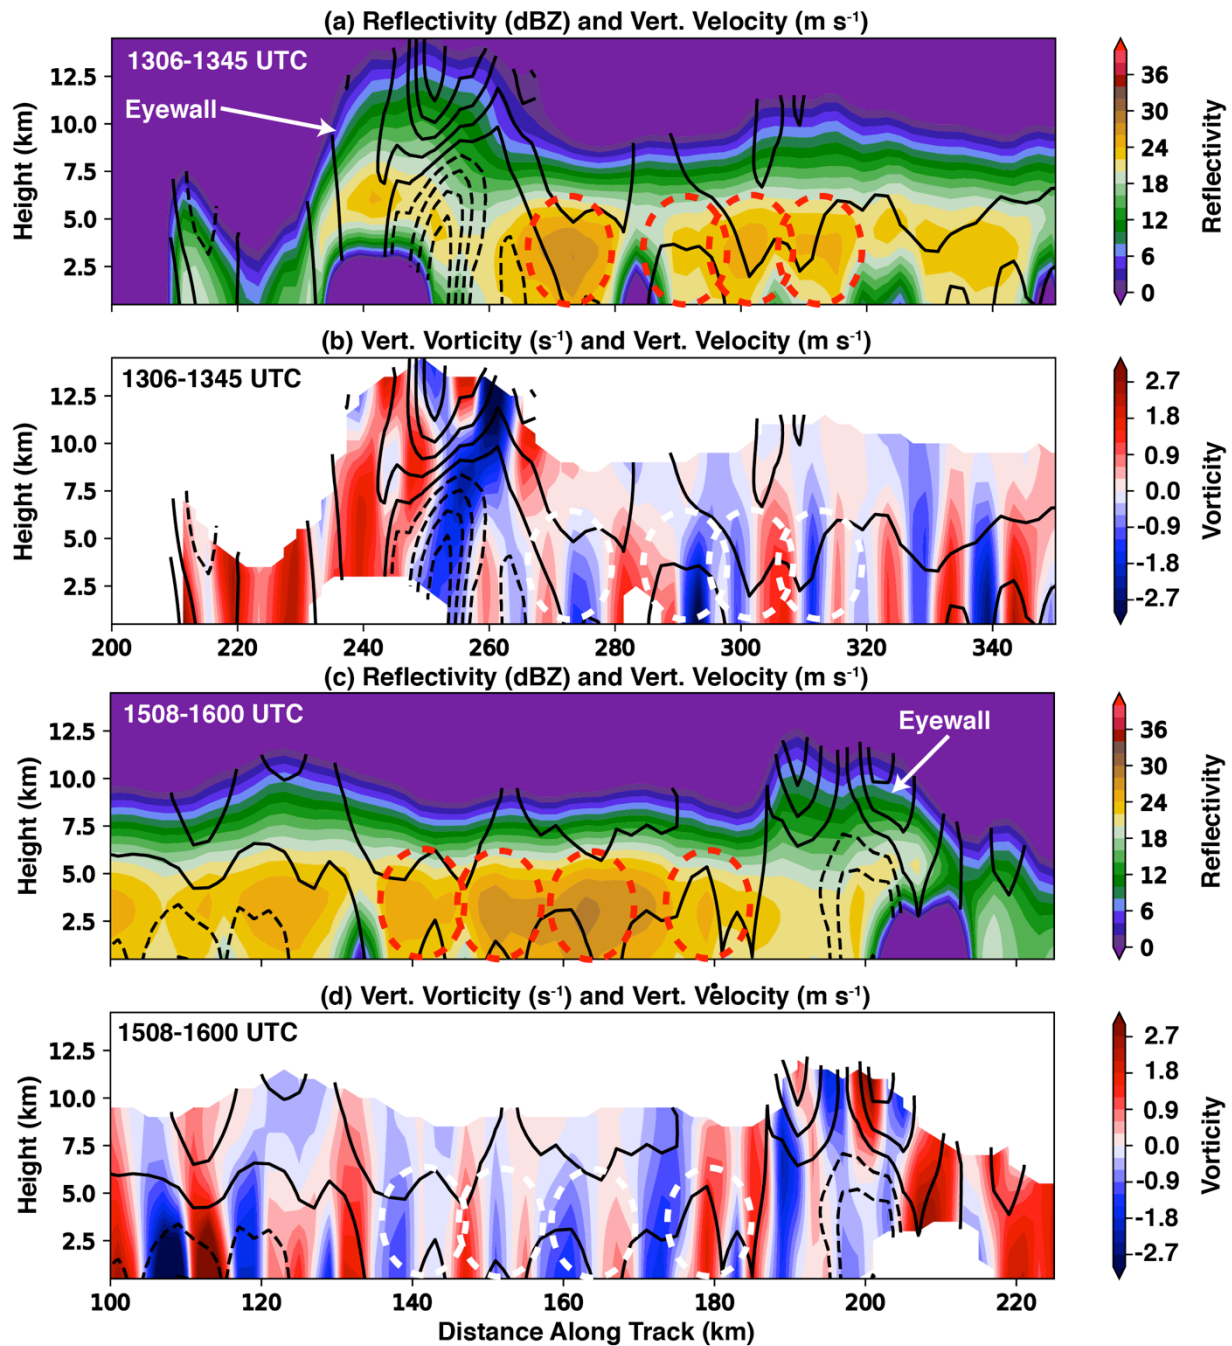 (a) Reflectivity (dBZ) and Vert. Velocity (m s⁻¹)
1306-1345 UTC
Eyewall
12.5
10.0
7.5
5.0
2.5
Height (km)
36
30
24
18
12
6
0
Reflectivity
(b) Vert. Vorticity (s⁻¹) and Vert. Velocity (m s⁻¹)
1306-1345 UTC
12.5
10.0
7.5
5.0
2.5
Height (km)
2.7
1.8
0.9
0.0
-0.9
-1.8
-2.7
Vorticity
200 220 240 260 280 300 320 340
(c) Reflectivity (dBZ) and Vert. Velocity (m s⁻¹)
1508-1600 UTC
Eyewall
12.5
10.0
7.5
5.0
2.5
Height (km)
36
30
24
18
12
6
0
Reflectivity
(d) Vert. Vorticity (s⁻¹) and Vert. Velocity (m s⁻¹)
1508-1600 UTC
12.5
10.0
7.5
5.0
2.5
Height (km)
2.7
1.8
0.9
0.0
-0.9
-1.8
-2.7
Vorticity
100 120 140 160 180 200 220
Distance Along Track (km)